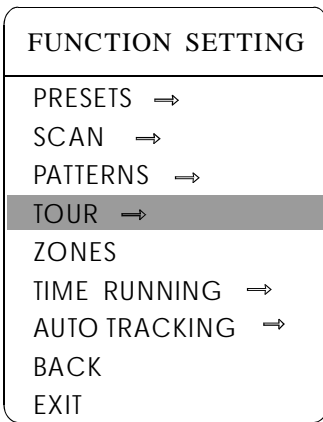 FUNCTION SETTING
PRESETS ⇒
SCAN ⇒
PATTERNS ⇒
TOUR ⇒
ZONES
TIME RUNNING ⇒
AUTO TRACKING ⇒
BACK
EXIT